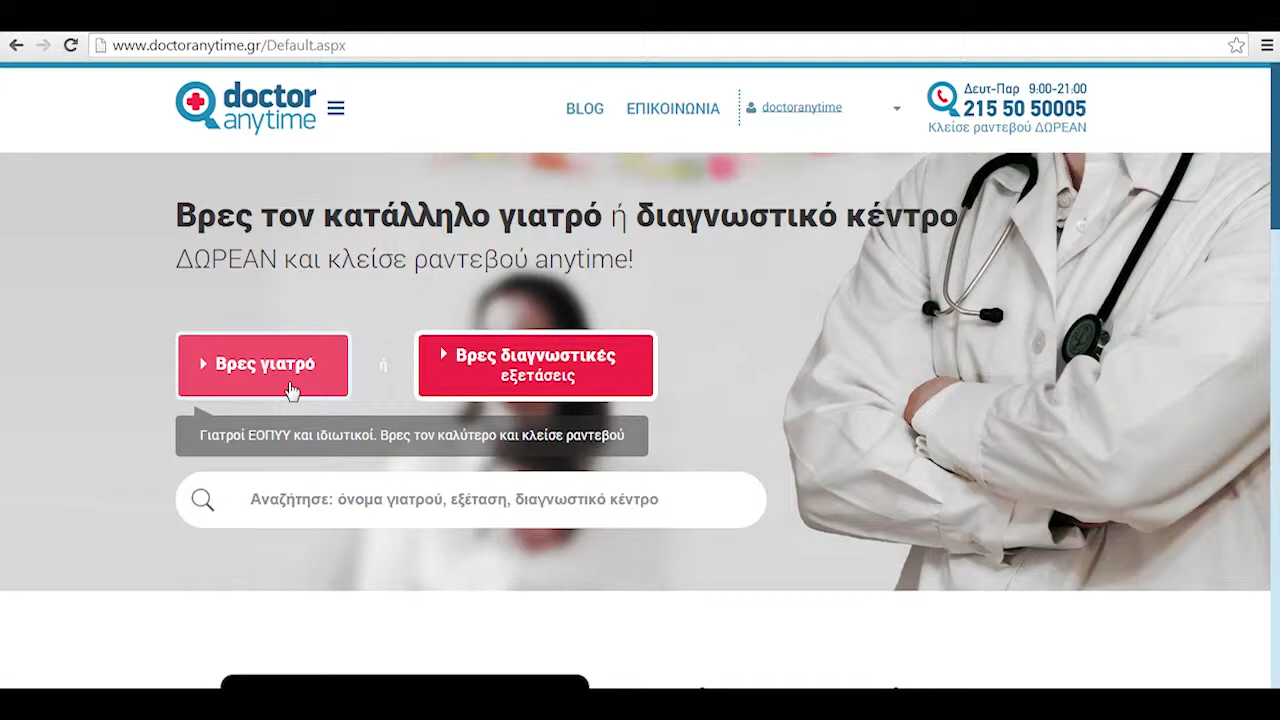 www.doctoranytime.gr/Default.aspx
doctor
anytime
BLOG
ΕΠΙΚΟΙΝΩΝΙΑ
doctoranytime
Δευτ-Παρ 9:00-21:00
215 50 50005
Κλείσε ραντεβού ΔΩΡΕΑΝ
Βρες τον κατάλληλο γιατρό ή διαγνωστικό κέντρο
ΔΩΡΕΑΝ και κλείσε ραντεβού anytime!
Βρες γιατρό
ή
Βρες διαγνωστικές
εξετάσεις
Γιατροί ΕΟΠΥΥ και ιδιωτικοί. Βρες τον καλύτερο και κλείσε ραντεβού
Αναζήτησε: όνομα γιατρού, εξέταση, διαγνωστικό κέντρο